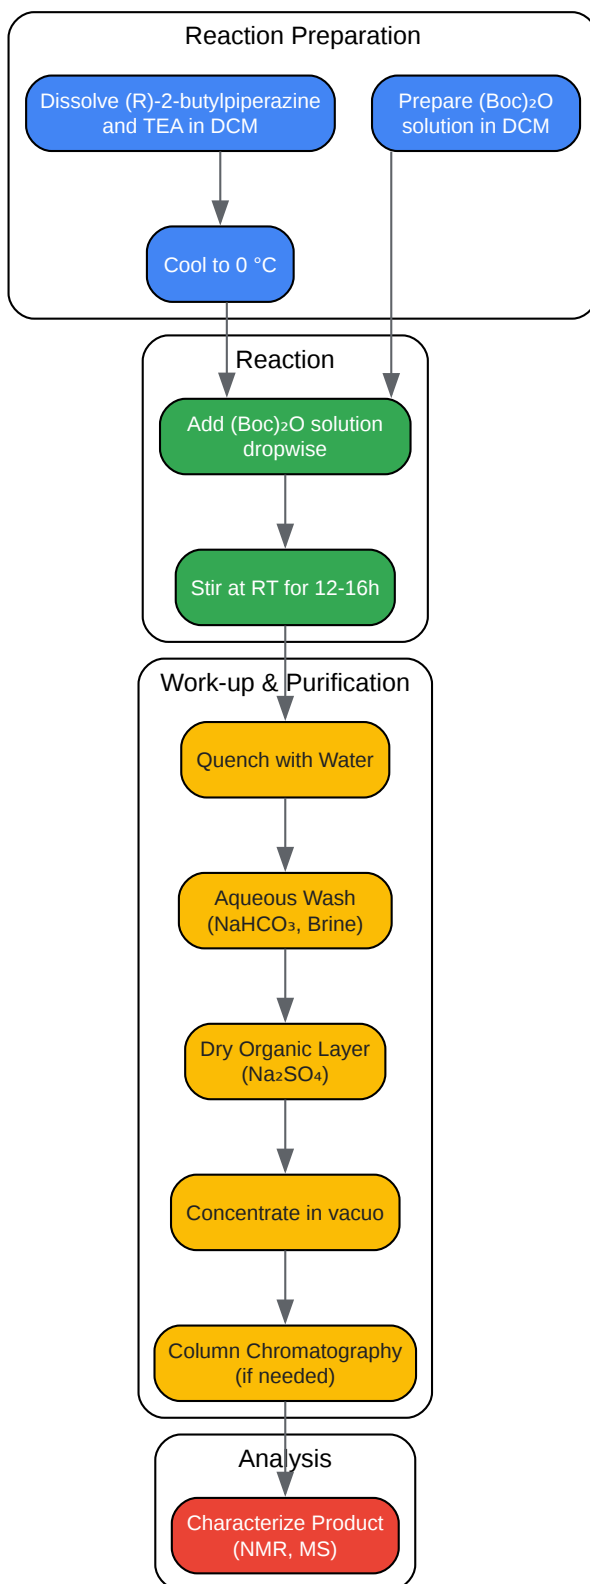 Reaction Preparation
Dissolve (R)-2-butylpiperazine
and TEA in DCM
Prepare (Boc)₂O
solution in DCM
Cool to 0 °C
Reaction
Add (Boc)₂O solution
dropwise
Stir at RT for 12-16h
Work-up & Purification
Quench with Water
Aqueous Wash
(NaHCO₃, Brine)
Dry Organic Layer
(Na₂SO₄)
Concentrate in vacuo
Column Chromatography
(if needed)
Analysis
Characterize Product
(NMR, MS)